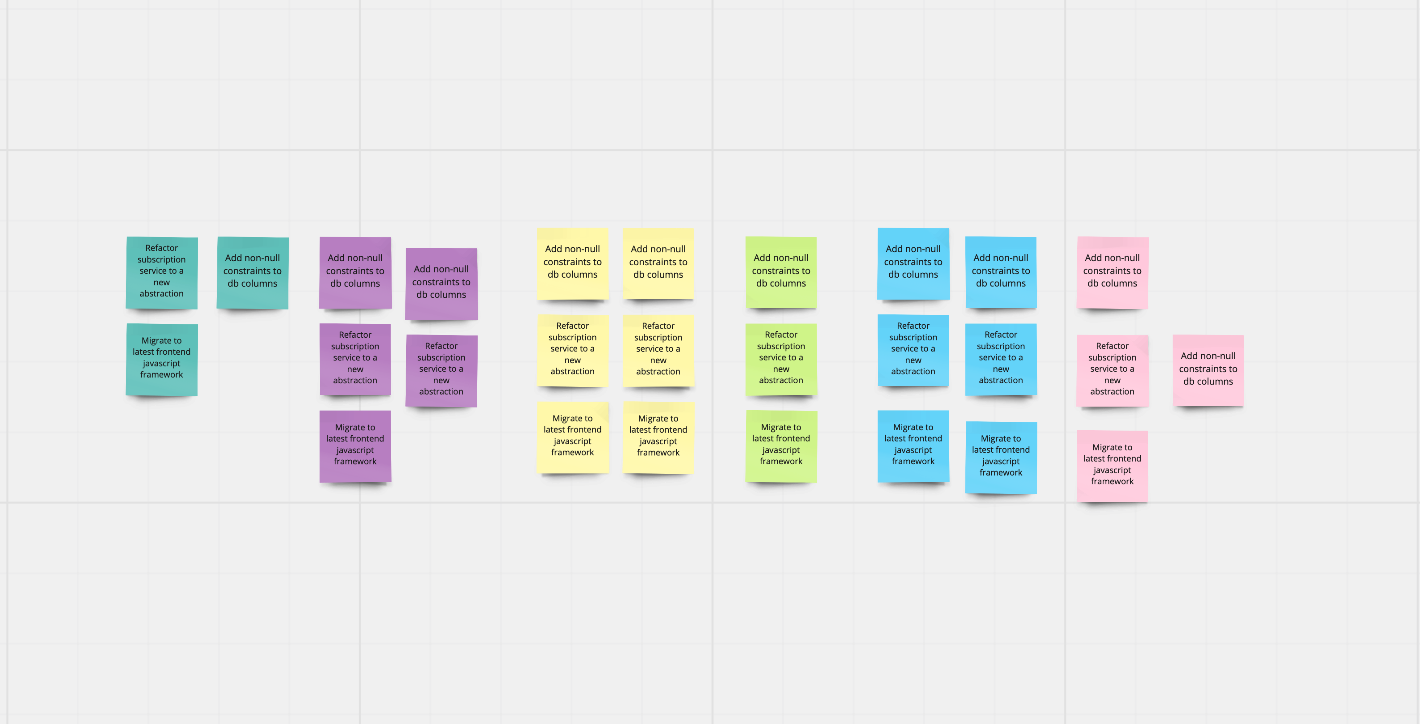 Refactor
subscription
service to a
new
abstraction
Migrate to
latest frontend
javascript
framework
Add non-null
constraints to
db columns
Add non-null
constraints to
db columns
Refactor
subscription
service to a
new
abstraction
Migrate to
latest frontend
javascript
framework
Add non-null
constraints to
db columns
Refactor
subscription
service to a
new
abstraction
Add non-null
constraints to
db columns
Refactor
subscription
service to a
new
abstraction
Migrate to
latest frontend
javascript
framework
Add non-null
constraints to
db columns
Refactor
subscription
service to a
new
abstraction
Migrate to
latest frontend
javascript
framework
Add non-null
constraints to
db columns
Refactor
subscription
service to a
new
abstraction
Migrate to
latest frontend
javascript
framework
Add non-null
constraints to
db columns
Refactor
subscription
service to a
new
abstraction
Migrate to
latest frontend
javascript
framework
Add non-null
constraints to
db columns
Refactor
subscription
service to a
new
abstraction
Migrate to
latest frontend
javascript
framework
Add non-null
constraints to
db columns
Refactor
subscription
service to a
new
abstraction
Migrate to
latest frontend
javascript
framework
Add non-null
constraints to
db columns